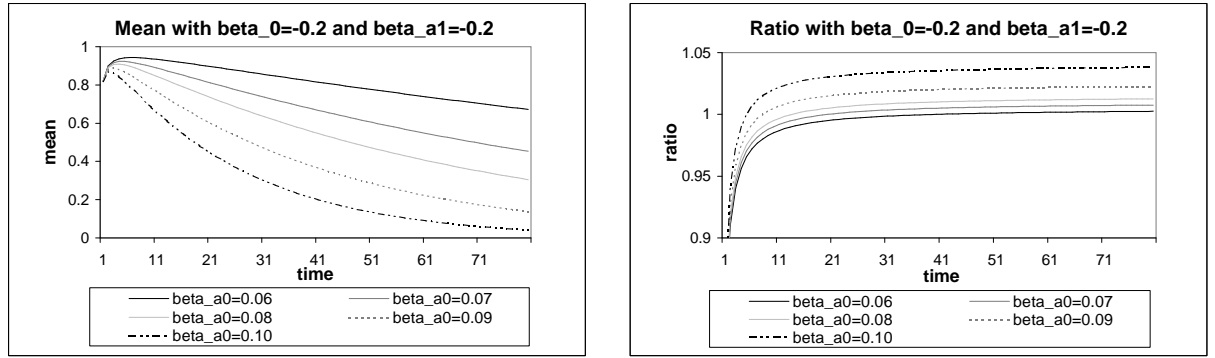 Mean with beta_0=-0.2 and beta_a1=-0.2
1
0.8
0.6
0.4
0.2
0
mean
1 11 21 31 41 51 61 71
time
beta_a0=0.06 beta_a0=0.07
beta_a0=0.08 beta_a0=0.09
beta_a0=0.10
Ratio with beta_0=-0.2 and beta_a1=-0.2
1.05
1
0.95
0.9
ratio
1 11 21 31 41 51 61 71
time
beta_a0=0.06 beta_a0=0.07
beta_a0=0.08 beta_a0=0.09
beta_a0=0.10